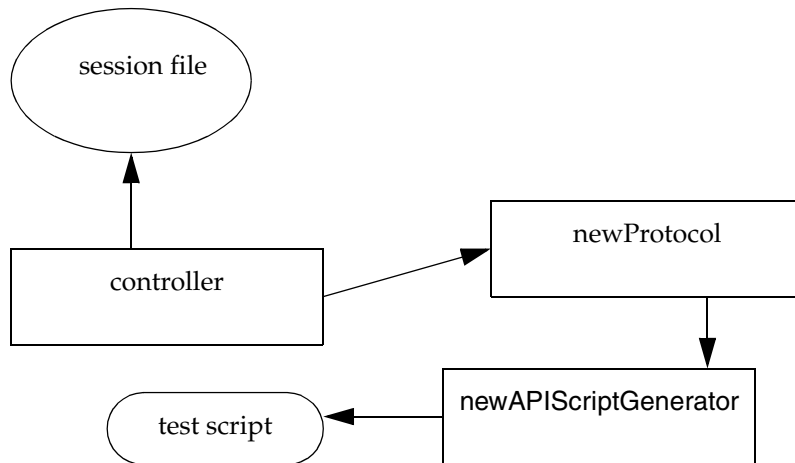 session file
newProtocol
controller
newAPIScriptGenerator
test script